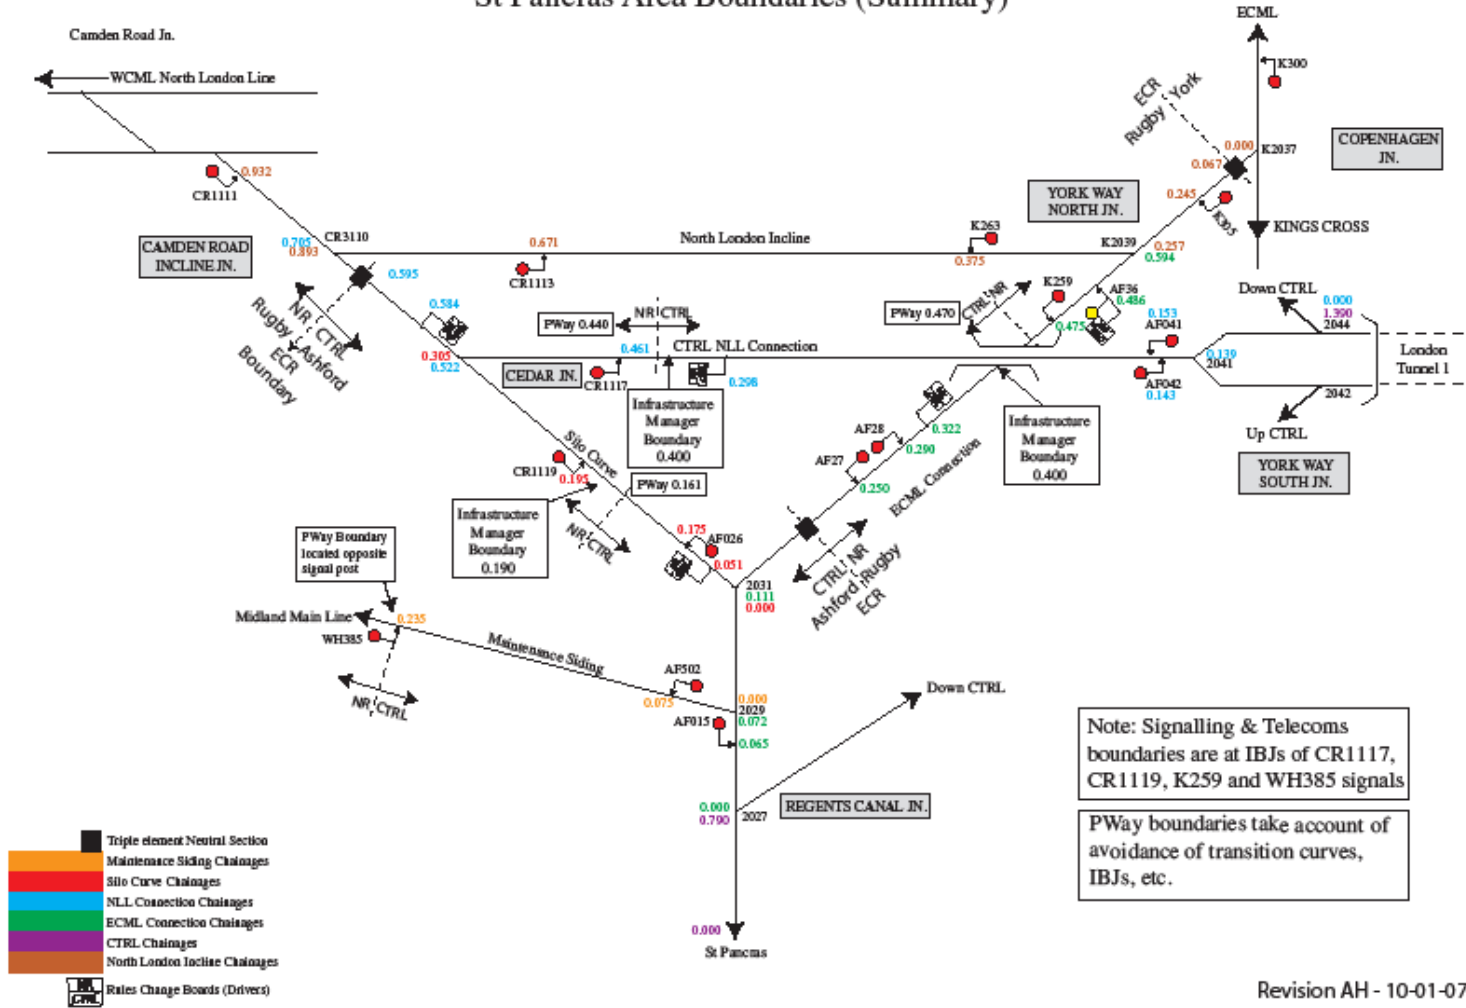 St Pancras Area Boundaries (Summary)
Camden Road Jn.
WCML North London Line
ECML
K300
ECR
Rugby York
0.000
K2037
COPENHAGEN
JN.
0.067
0.932
CR1111
YORK WAY
NORTH JN.
0.245
K305
KINGS CROSS
CAMDEN ROAD
INCLINE JN.
0.705
0.893
CR3110
0.671
North London Incline
K263
0.375
K2039
0.257
0.594
CR1113
0.595
NR CTRL
Rugby Ashford
ECR
Boundary
0.584
PWay 0.440
NR CTRL
PWay 0.470
CTRL NR
K259
0.475
AF36
0.486
0.153
AF041
Down CTRL
0.000
1.390
2044
0.305
0.522
0.461
CTRL NLL Connection
CEDAR JN.
CR1117
0.298
0.139
2041
AF042
0.143
London
Tunnel 1
2042
Up CTRL
YORK WAY
SOUTH JN.
Infrastructure
Manager
Boundary
0.400
Infrastructure
Manager
Boundary
0.400
0.322
AF28
0.290
AF27
0.250
ECML Connection
Silo Curve
CR1119
0.195
PWay 0.161
Infrastructure
Manager
Boundary
0.190
NR CTRL
0.175
AF026
0.051
CTRL NR
Ashford Rugby
ECR
PWay Boundary
located opposite
signal post
2031
0.111
0.000
Midland Main Line
0.235
WH385
Maintenance Siding
NR CTRL
AF502
0.075
0.000
2029
AF015
0.072
0.065
Down CTRL
0.000
0.790
2027
REGENTS CANAL JN.
0.000
St Pancras
Note: Signalling & Telecoms
boundaries are at IBJs of CR1117,
CR1119, K259 and WH385 signals
PWay boundaries take account of
avoidance of transition curves,
IBJs, etc.
Triple element Neutral Section
Maintenance Siding Chainages
Silo Curve Chainages
NLL Connection Chainages
ECML Connection Chainages
CTRL Chainages
North London Incline Chainages
Rules Change Boards (Drivers)
Revision AH - 10-01-07